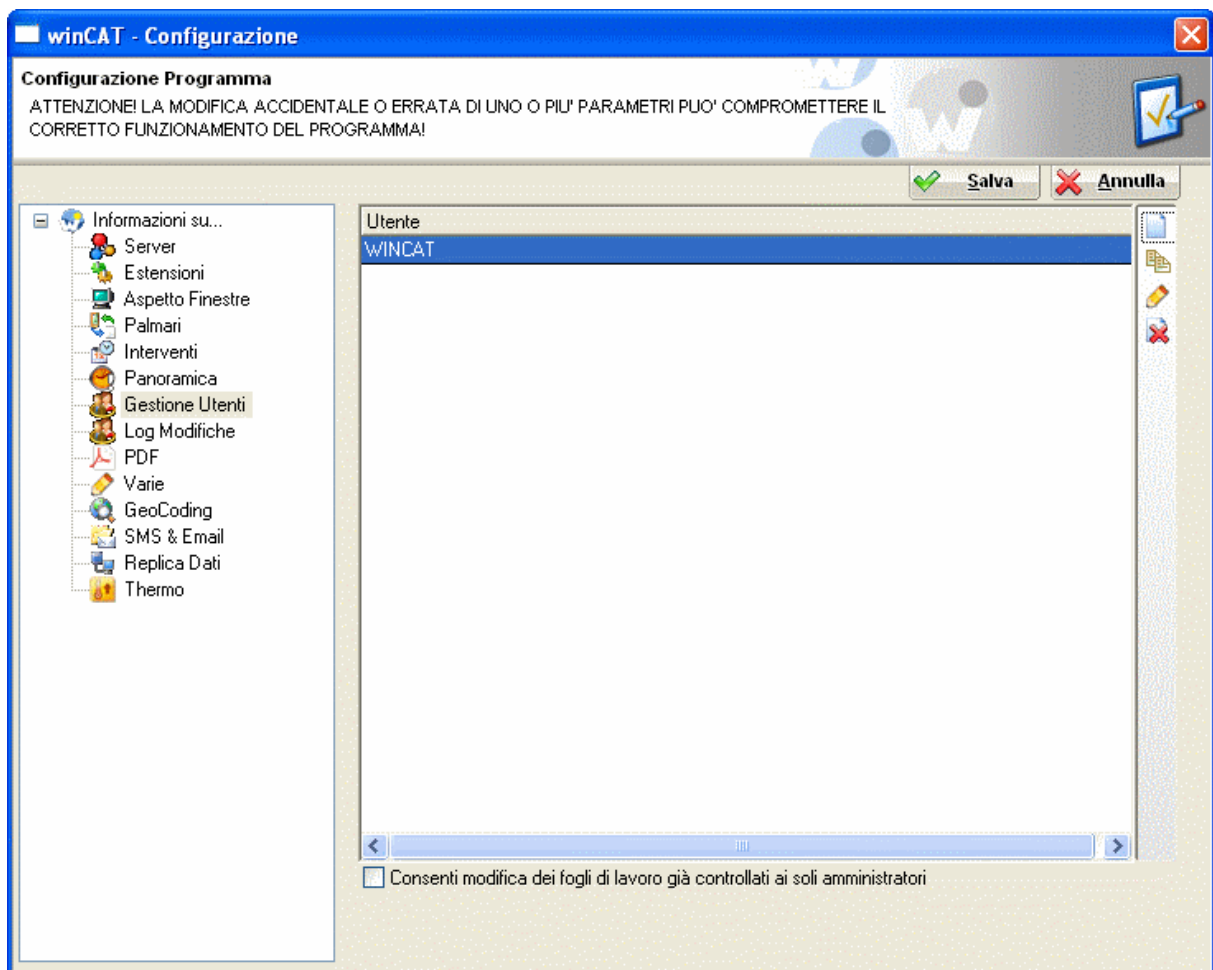 winCAT - Configurazione
Configurazione Programma
ATTENZIONE! LA MODIFICA ACCIDENTALE O ERRATA DI UNO O PIU' PARAMETRI PUO' COMPROMETTERE IL
CORRETTO FUNZIONAMENTO DEL PROGRAMMA!
Salva
Annulla
Informazioni su...
Server
Estensioni
Aspetto Finestre
Palmari
Interventi
Panoramica
Gestione Utenti
Log Modifiche
PDF
Varie
GeoCoding
SMS & Email
Replica Dati
Thermo
Utente
WINCAT
Consenti modifica dei fogli di lavoro già controllati ai soli amministratori